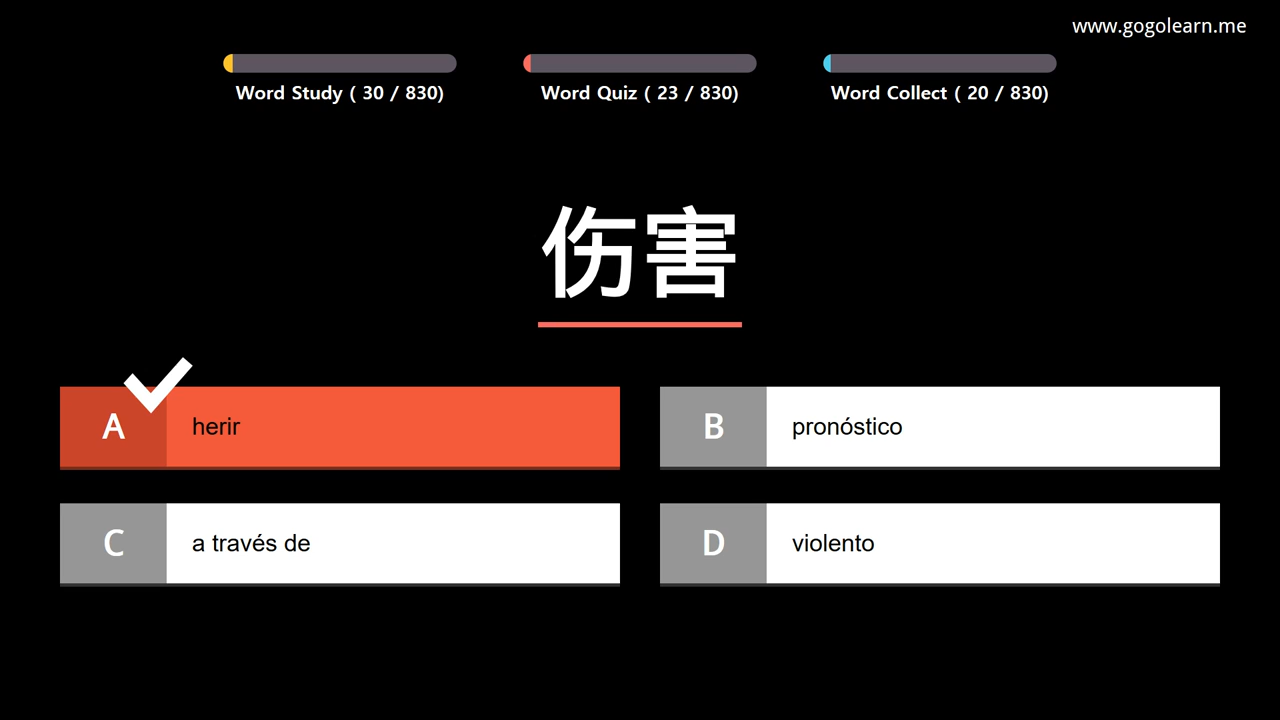 www.gogolearn.me
Word Study ( 30 / 830)
Word Quiz ( 23 / 830)
Word Collect ( 20 / 830)
伤害
A herir
B pronóstico
C a través de
D violento